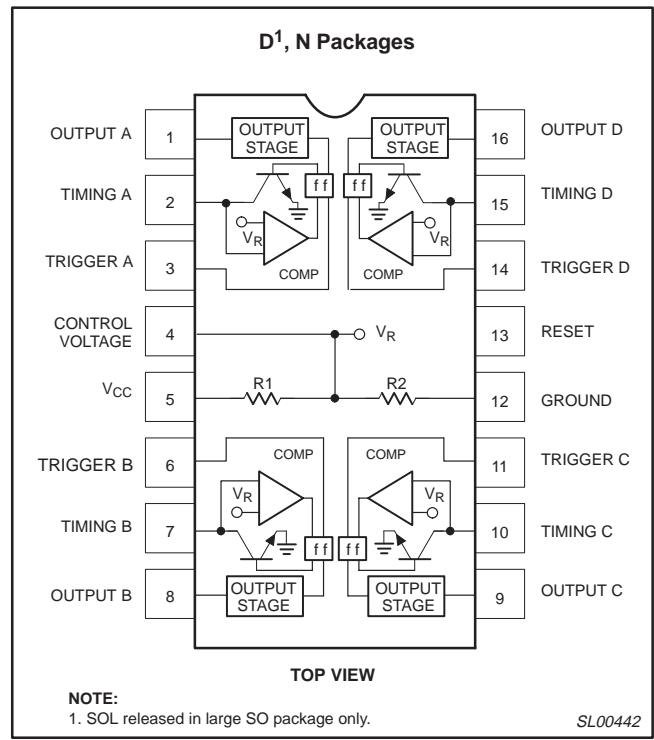 D1, N Packages
OUTPUT A 1 OUTPUT STAGE OUTPUT STAGE 16 OUTPUT D
TIMING A 2 ff ff 15 TIMING D
VR VR
TRIGGER A 3 COMP COMP 14 TRIGGER D
CONTROL VOLTAGE 4 VR 13 RESET
VCC 5 R1 R2 12 GROUND
TRIGGER B 6 COMP COMP 11 TRIGGER C
VR VR
TIMING B 7 ff ff 10 TIMING C
OUTPUT B 8 OUTPUT STAGE OUTPUT STAGE 9 OUTPUT C
TOP VIEW
NOTE:
1. SOL released in large SO package only.
SL00442